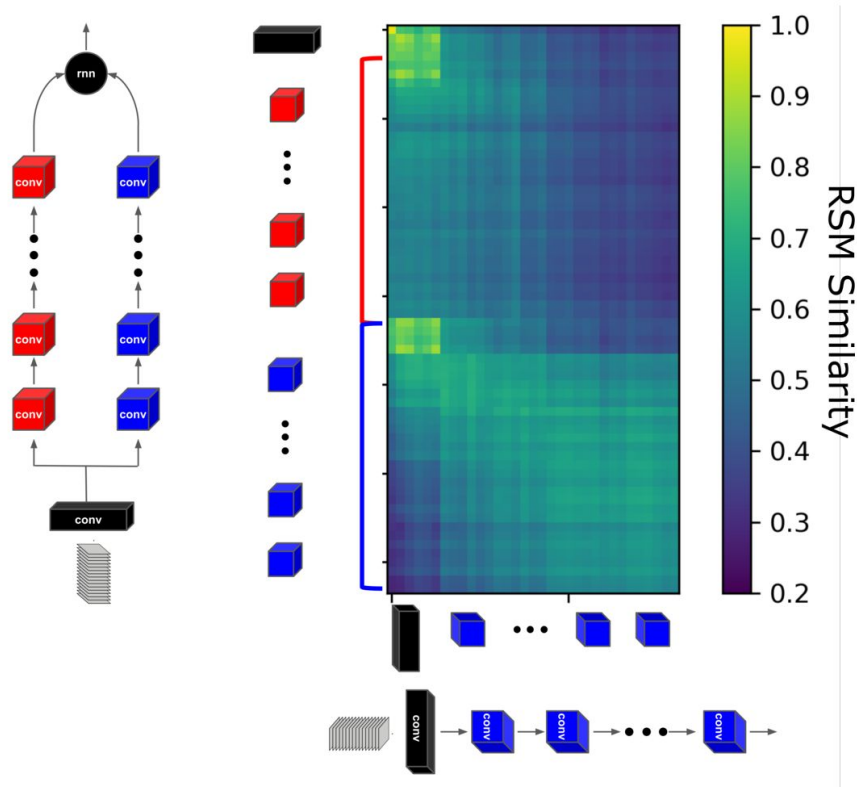 rnn
conv conv
conv conv
conv conv
conv
1.0
0.9
0.8
0.7
0.6
0.5
0.4
0.3
0.2
RSM Similarity
conv conv conv conv